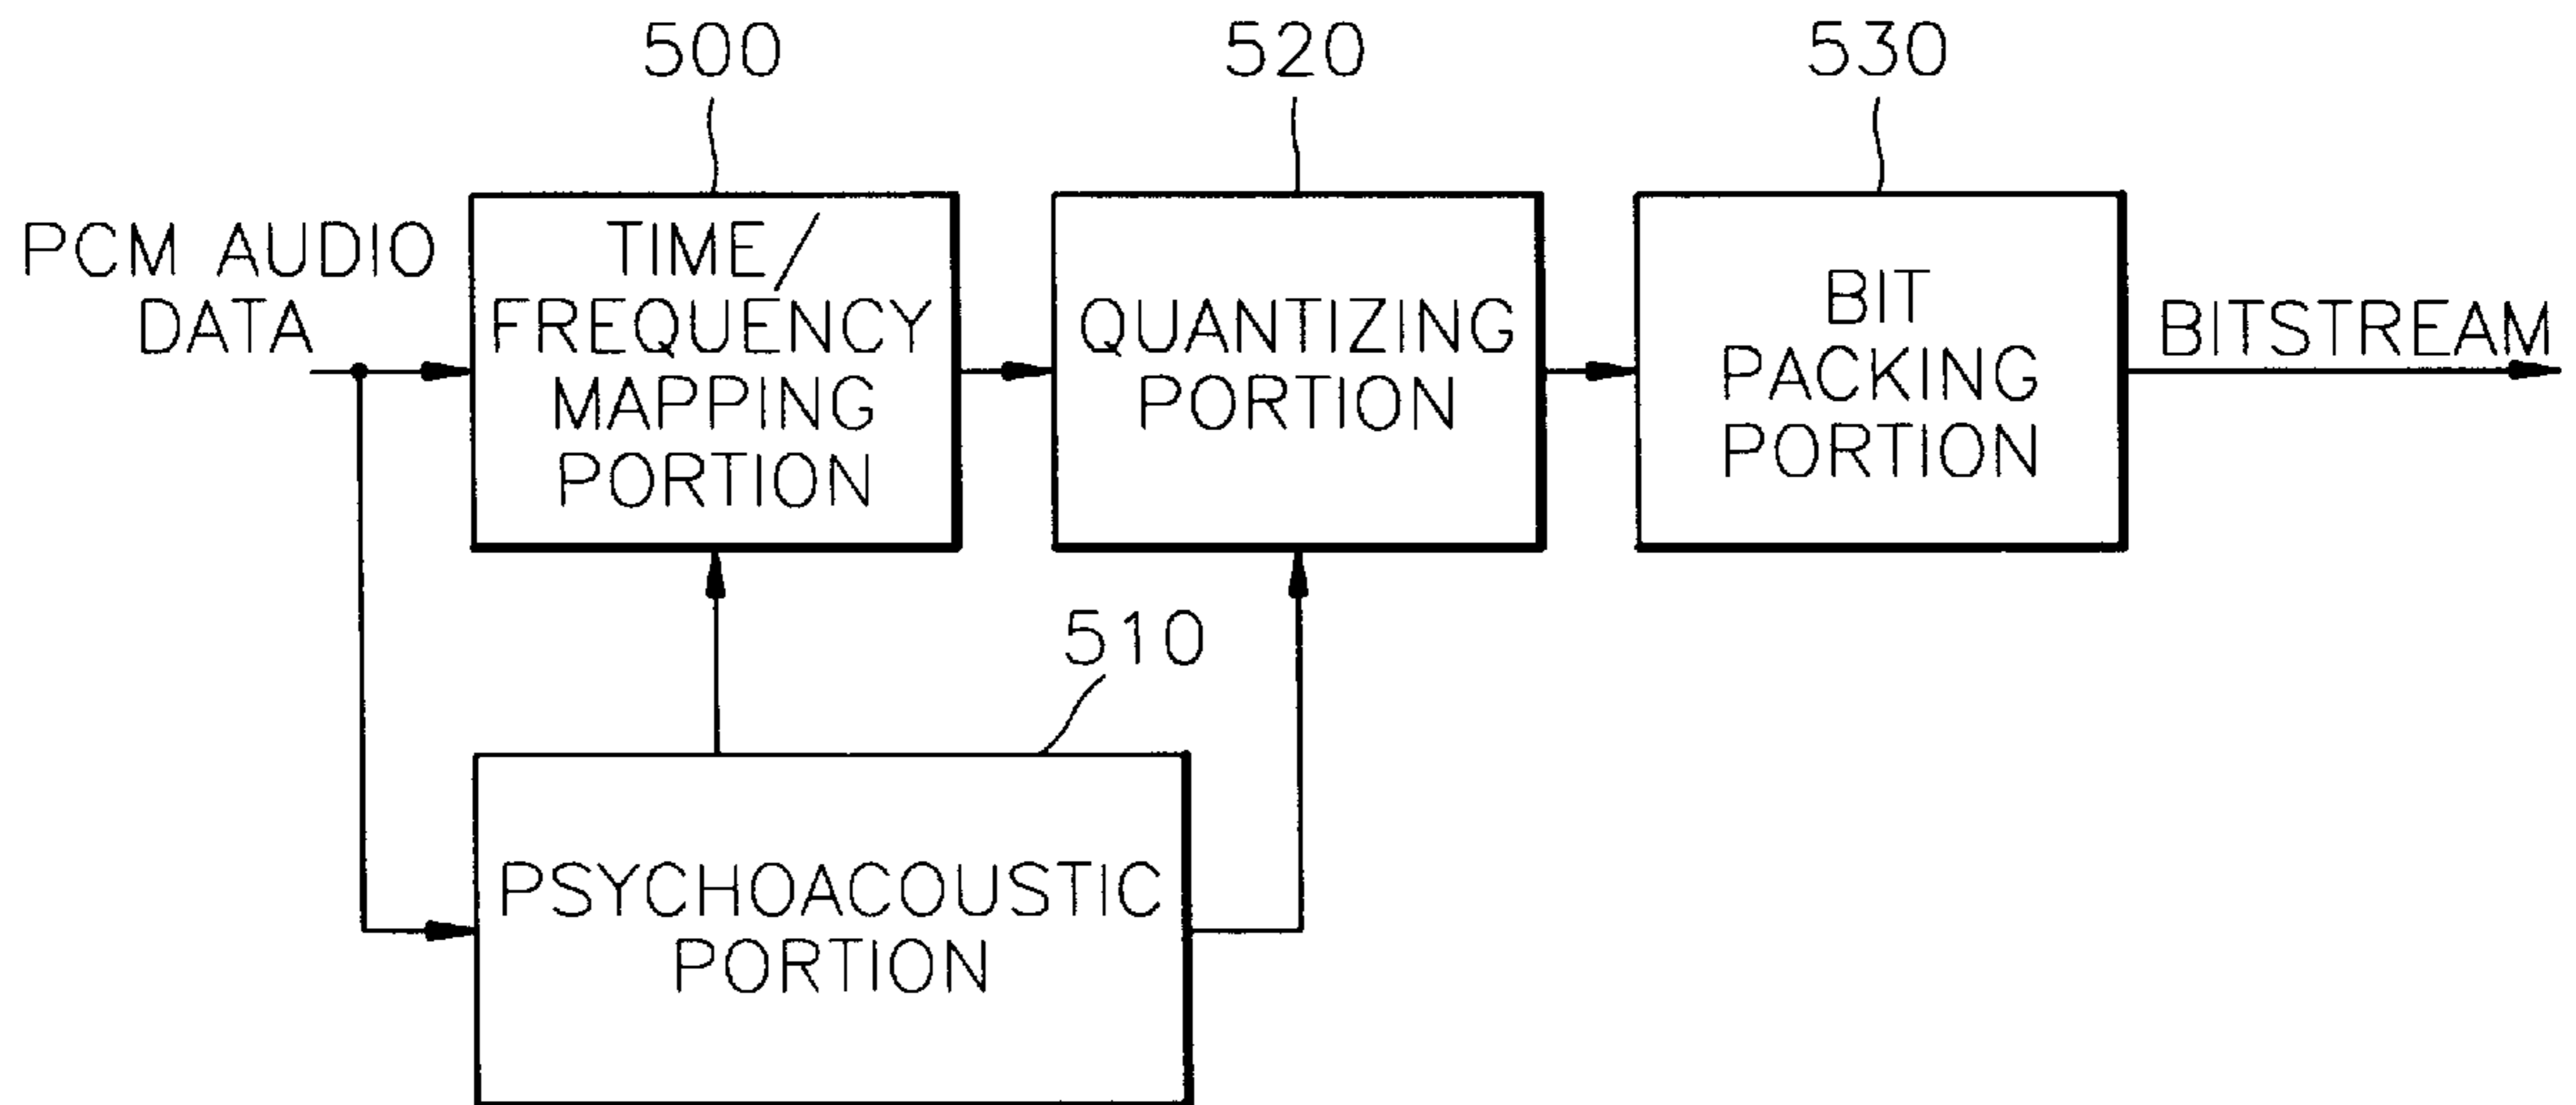 500
520
530
PCM AUDIO
DATA
TIME/
FREQUENCY
MAPPING
PORTION
QUANTIZING
PORTION
BIT
PACKING
PORTION
BITSTREAM
510
PSYCHOACOUSTIC
PORTION